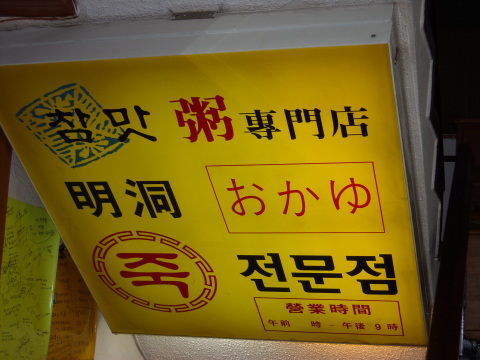 참맛 粥 專門店
明洞 おかゆ
죽 전문점
營業時間
午前 時-午後 9時